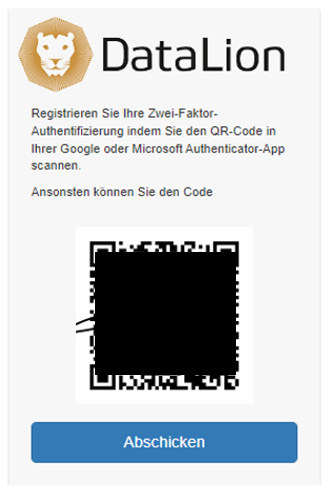 DataLion
Registrieren Sie Ihre Zwei-Faktor-
Authentifizierung indem Sie den QR-Code in
Ihrer Google oder Microsoft Authenticator-App
scannen.
Ansonsten können Sie den Code
Abschicken